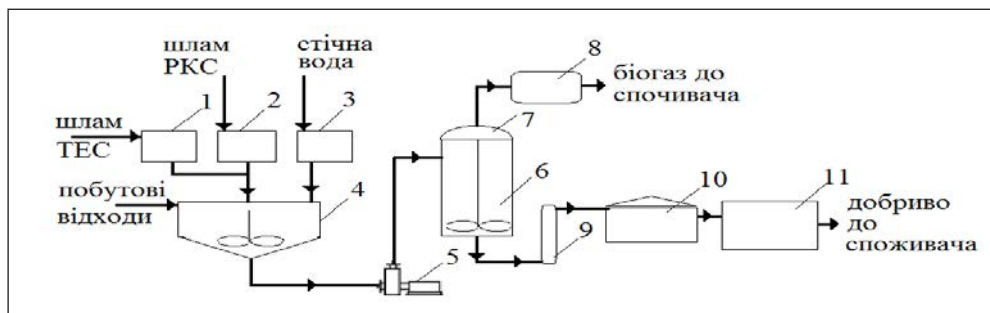 шлам
РКС
стічна
вода
8
біогаз до
спочивача
1
2
3
7
шлам
ТЕС
6
10
11
побутові
відходи
4
добриво
до
споживача
5
9